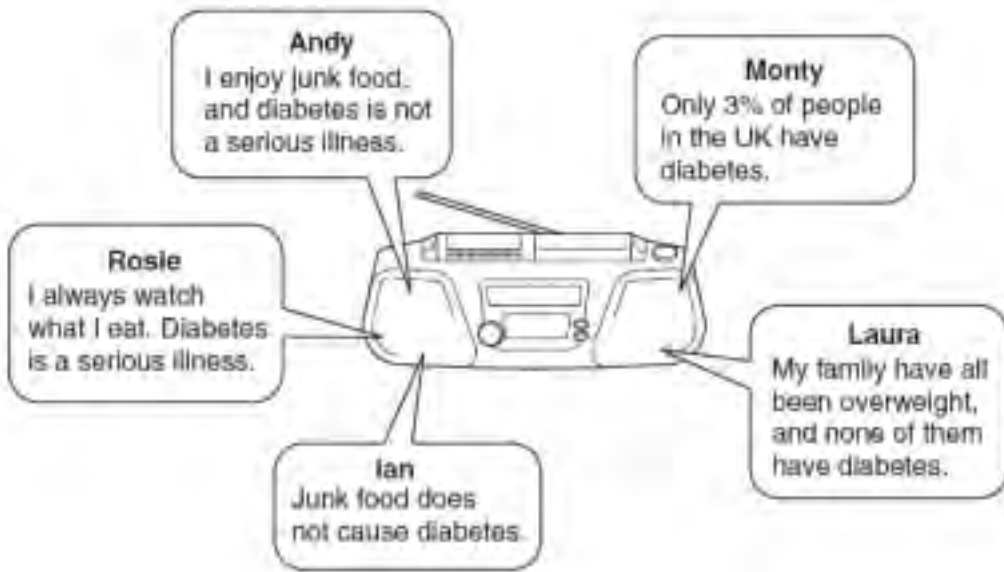 Andy
I enjoy junk food,
and diabetes is not
a serious illness.
Monty
Only 3% of people
in the UK have
diabetes.
Rosie
I always watch
what I eat. Diabetes
is a serious illness.
Laura
My family have all
been overweight,
and none of them
have diabetes.
Ian
Junk food does
not cause diabetes.